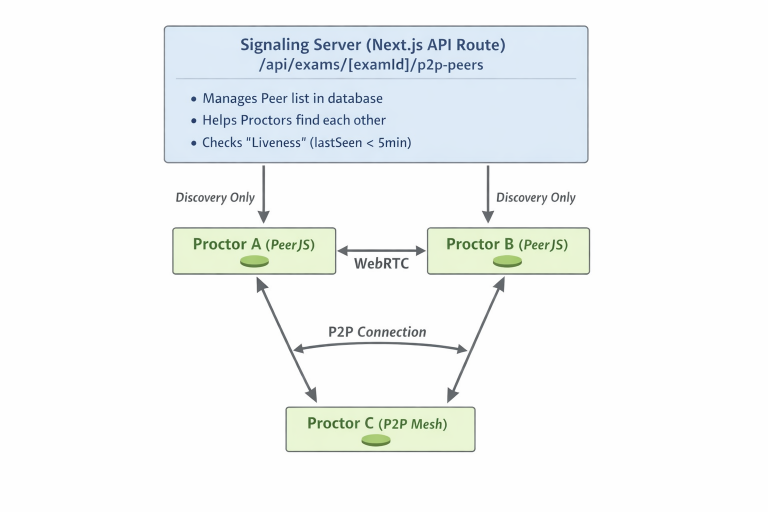 Signaling Server (Next.js API Route)
/api/exams/[examId]/p2p-peers
• Manages Peer list in database
• Helps Proctors find each other
• Checks "Liveness" (lastSeen < 5min)
Discovery Only
Discovery Only
Proctor A (PeerJS)
Proctor B (PeerJS)
WebRTC
P2P Connection
Proctor C (P2P Mesh)